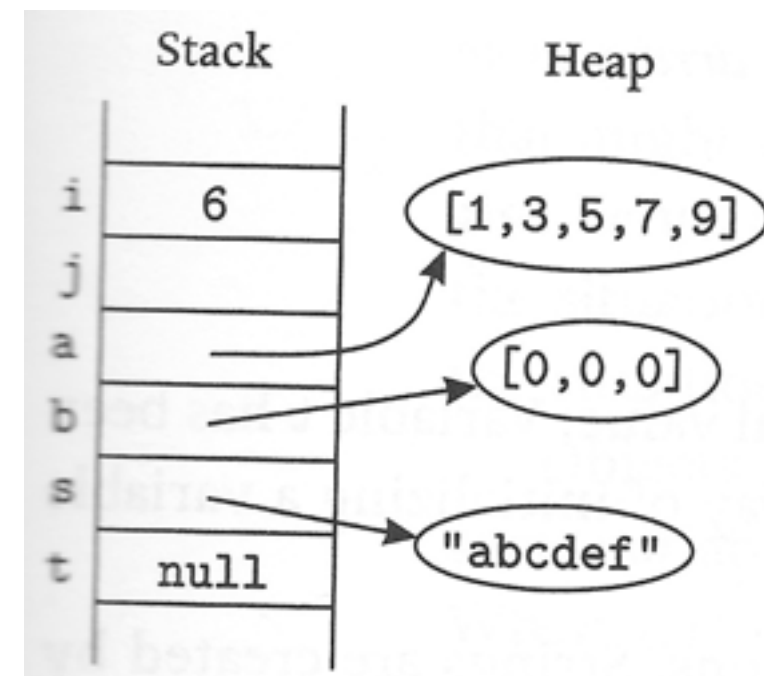 Stack Heap
i 6 [1,3,5,7,9]
j
a
b [0,0,0]
s "abcdef"
t null